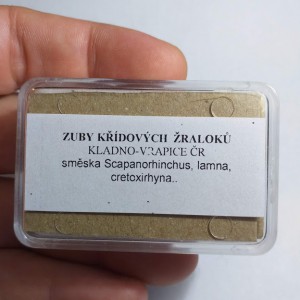 ZUBY KŘÍDOVÝCH ŽRALOKŮ
KLADNO-VRAPICE ČR
směska Scapanorhinchus, lamna,
cretoxirhyna..